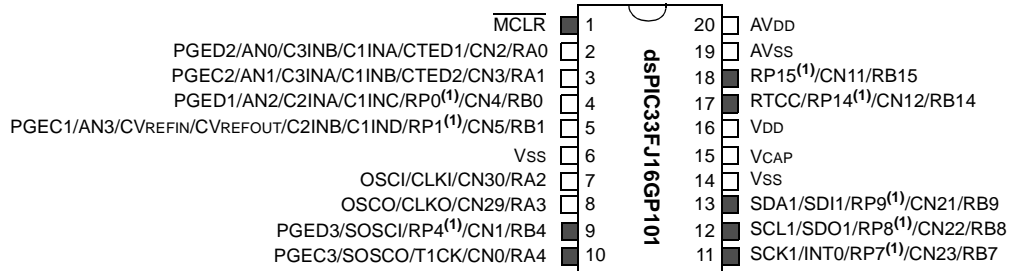 MCLR 1 20 AVDD
PGED2/AN0/C3INB/C1INA/CTED1/CN2/RA0 2 19 AVSS
PGEC2/AN1/C3INA/C1INB/CTED2/CN3/RA1 3 18 RP15(1)/CN11/RB15
PGED1/AN2/C2INA/C1INC/RP0(1)/CN4/RB0 4 17 RTCC/RP14(1)/CN12/RB14
PGEC1/AN3/CVREFIN/CVREFOUT/C2INB/C1IND/RP1(1)/CN5/RB1 5 16 VDD
VSS 6 15 VCAP
OSCI/CLKI/CN30/RA2 7 14 VSS
OSCO/CLKO/CN29/RA3 8 13 SDA1/SDI1/RP9(1)/CN21/RB9
PGED3/SOSCI/RP4(1)/CN1/RB4 9 12 SCL1/SDO1/RP8(1)/CN22/RB8
PGEC3/SOSCO/T1CK/CN0/RA4 10 11 SCK1/INT0/RP7(1)/CN23/RB7
dsPIC33FJ16GP101